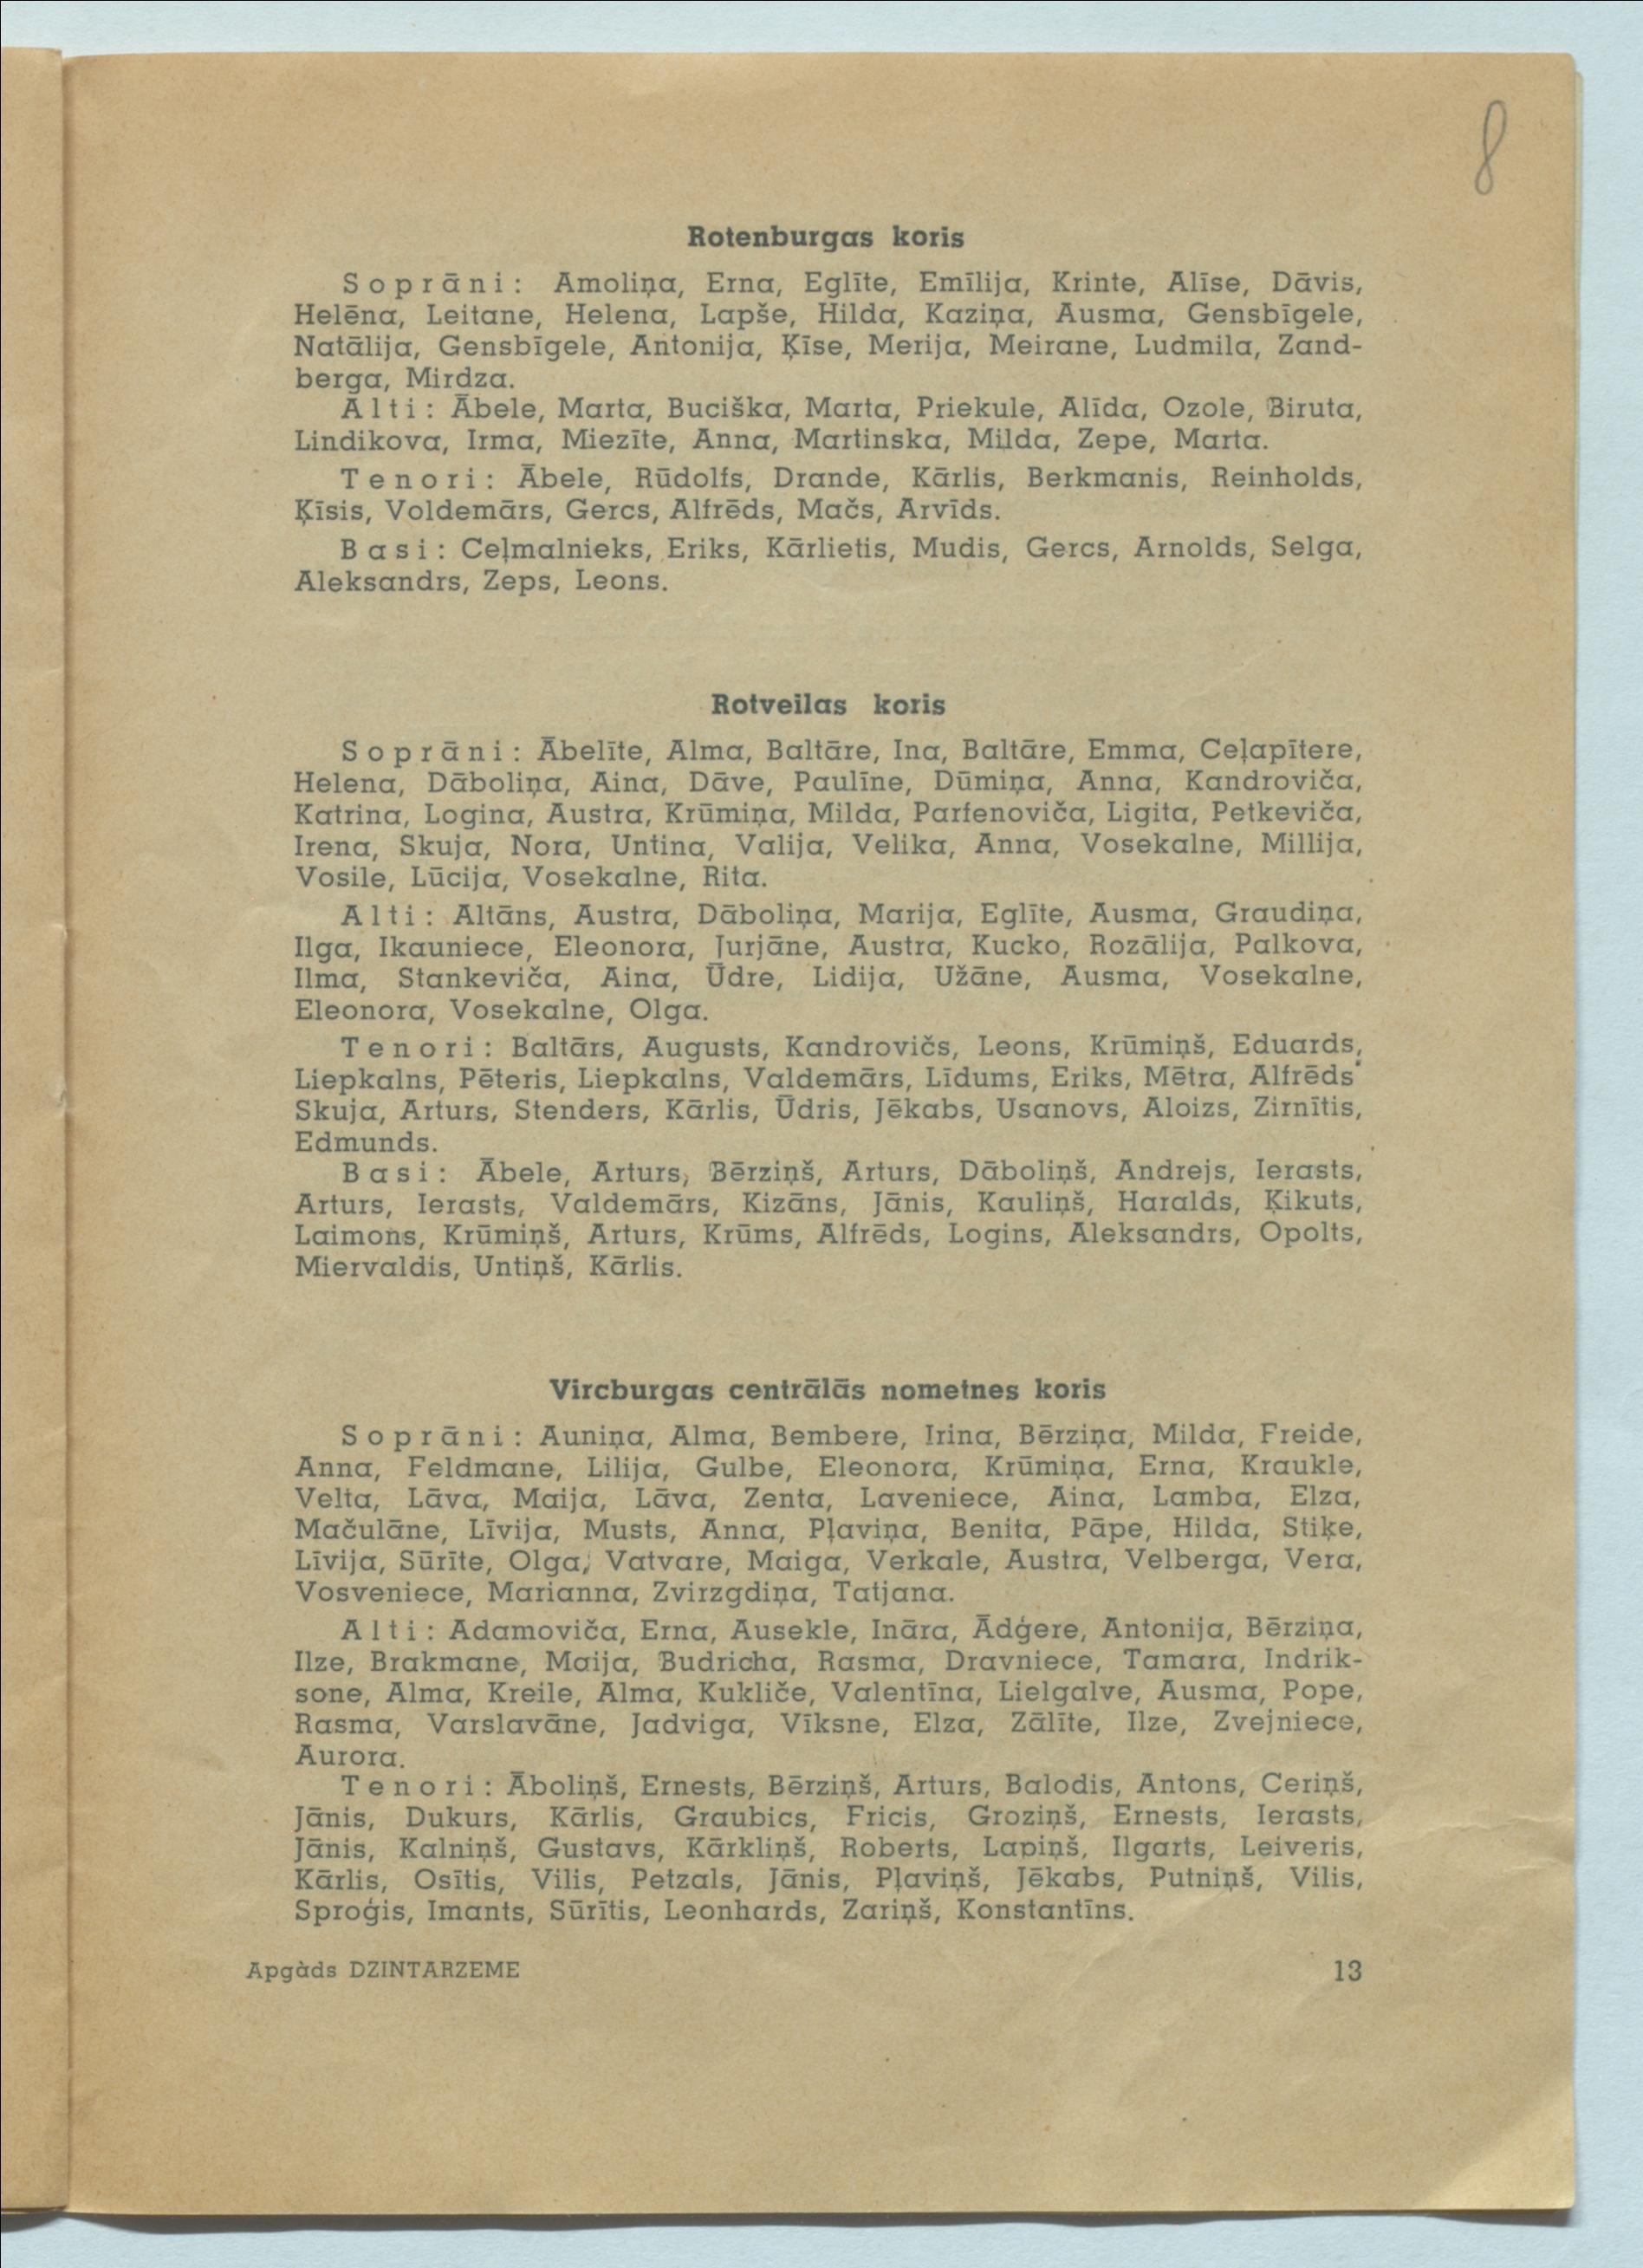 8
Rotenburgas koris
Soprāni: Amoliņa, Erna, Eglīte, Emīlija, Krinte, Alīse, Dāvis,
Helēna, Leitane, Helena, Lapše, Hilda, Kaziņa, Ausma, Gensbīgele,
Natālija, Gensbīgele, Antonija, Ķīse, Merija, Meirane, Ludmila, Zand-
berga, Mirdza.
Alti: Ābele, Marta, Buciška, Marta, Priekule, Alīda, Ozole, Biruta,
Lindikova, Irma, Miezīte, Anna, Martinska, Milda, Zepe, Marta.
Tenori: Ābele, Rūdolfs, Drande, Kārlis, Berkmanis, Reinholds,
Ķīsis, Voldemārs, Gercs, Alfrēds, Mačs, Arvīds.
Basi: Ceļmalnieks, Eriks, Kārlietis, Mudis, Gercs, Arnolds, Selga,
Aleksandrs, Zeps, Leons.
Rotveilas koris
Soprāni: Ābelīte, Alma, Baltāre, Ina, Baltāre, Emma, Ceļapītere,
Helena, Dāboliņa, Aina, Dāve, Paulīne, Dūmiņa, Anna, Kandroviča,
Katrina, Logina, Austra, Krūmiņa, Milda, Parfenoviča, Ligita, Petkeviča,
Irena, Skuja, Nora, Untina, Valija, Velika, Anna, Vosekalne, Millija,
Vosile, Lūcija, Vosekalne, Rita.
Alti: Altāns, Austra, Dāboliņa, Marija, Eglīte, Ausma, Graudiņa,
Ilga, Ikauniece, Eleonora, Jurjāne, Austra, Kucko, Rozālija, Palkova,
Ilma, Stankeviča, Aina, Ūdre, Lidija, Užāne, Ausma, Vosekalne,
Eleonora, Vosekalne, Olga.
Tenori: Baltārs, Augusts, Kandrovičs, Leons, Krūmiņš, Eduards,
Liepkalns, Pēteris, Liepkalns, Valdemārs, Līdums, Eriks, Mētra, Alfrēds
Skuja, Arturs, Stenders, Kārlis, Ūdris, Jēkabs, Usanovs, Aloizs, Zirnītis,
Edmunds.
Basi: Ābele, Arturs, Bērziņš, Arturs, Dāboliņš, Andrejs, Ierasts,
Arturs, Ierasts, Valdemārs, Kizāns, Jānis, Kauliņš, Haralds, Ķikuts,
Laimons, Krūmiņš, Arturs, Krūms, Alfrēds, Logins, Aleksandrs, Opolts,
Miervaldis, Untiņš, Kārlis.
Vircburgas centrālās nometnes koris
Soprāni: Auniņa, Alma, Bembere, Irina, Bērziņa, Milda, Freide,
Anna, Feldmane, Lilija, Gulbe, Eleonora, Krūmiņa, Erna, Kraukle,
Velta, Lāva, Maija, Lāva, Zenta, Laveniece, Aina, Lamba, Elza,
Mačulāne, Līvija, Musts, Anna, Pļaviņa, Benita, Pāpe, Hilda, Stiķe,
Līvija, Sūrīte, Olga, Vatvare, Maiga, Verkale, Austra, Velberga, Vera,
Vosveniece, Marianna, Zvirzgdiņa, Tatjana.
Alti: Adamoviča, Erna, Ausekle, Ināra, Ādģere, Antonija, Bērziņa,
Ilze, Brakmane, Maija, Budricha, Rasma, Dravniece, Tamara, Indrik-
sone, Alma, Kreile, Alma, Kukliče, Valentīna, Lielgalve, Ausma, Pope,
Rasma, Varslavāne, Jadviga, Vīksne, Elza, Zālīte, Ilze, Zvejniece,
Aurora.
Tenori: Āboliņš, Ernests, Bērziņš, Arturs, Balodis, Antons, Ceriņš,
Jānis, Dukurs, Kārlis, Graubics, Fricis, Groziņš, Ernests, Ierasts,
Jānis, Kalniņš, Gustavs, Kārkliņš, Roberts, Lapiņš, Ilgarts, Leiveris,
Kārlis, Osītis, Vilis, Petzals, Jānis, Pļaviņš, Jēkabs, Putniņš, Vilis,
Sproģis, Imants, Sūrītis, Leonhards, Zariņš, Konstantīns.
Apgàds DZINTARZEME 13